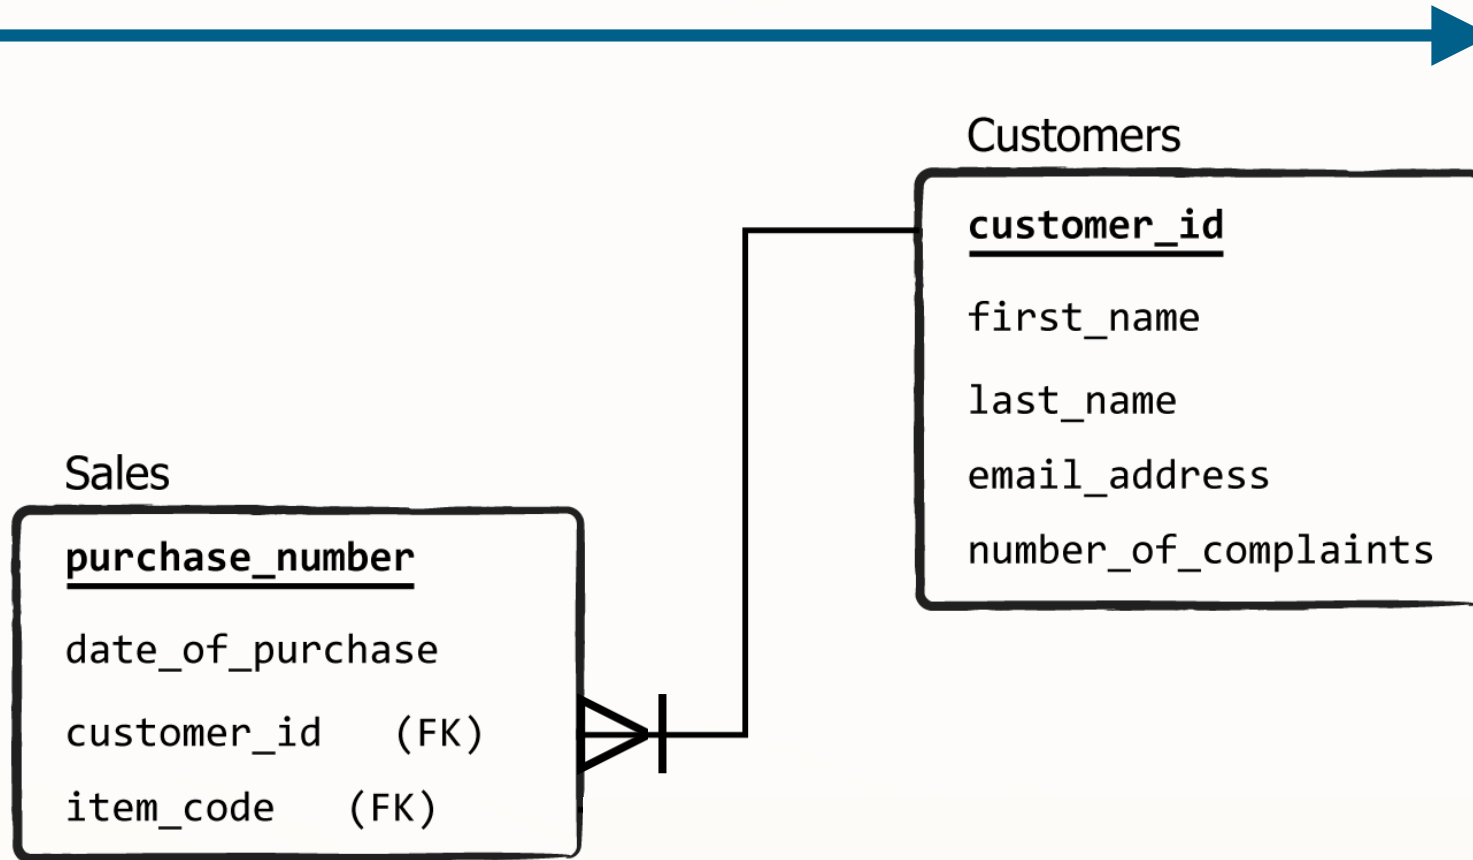 Customers
customer_id
first_name
last_name
email_address
number_of_complaints
Sales
purchase_number
date_of_purchase
customer_id (FK)
item_code (FK)